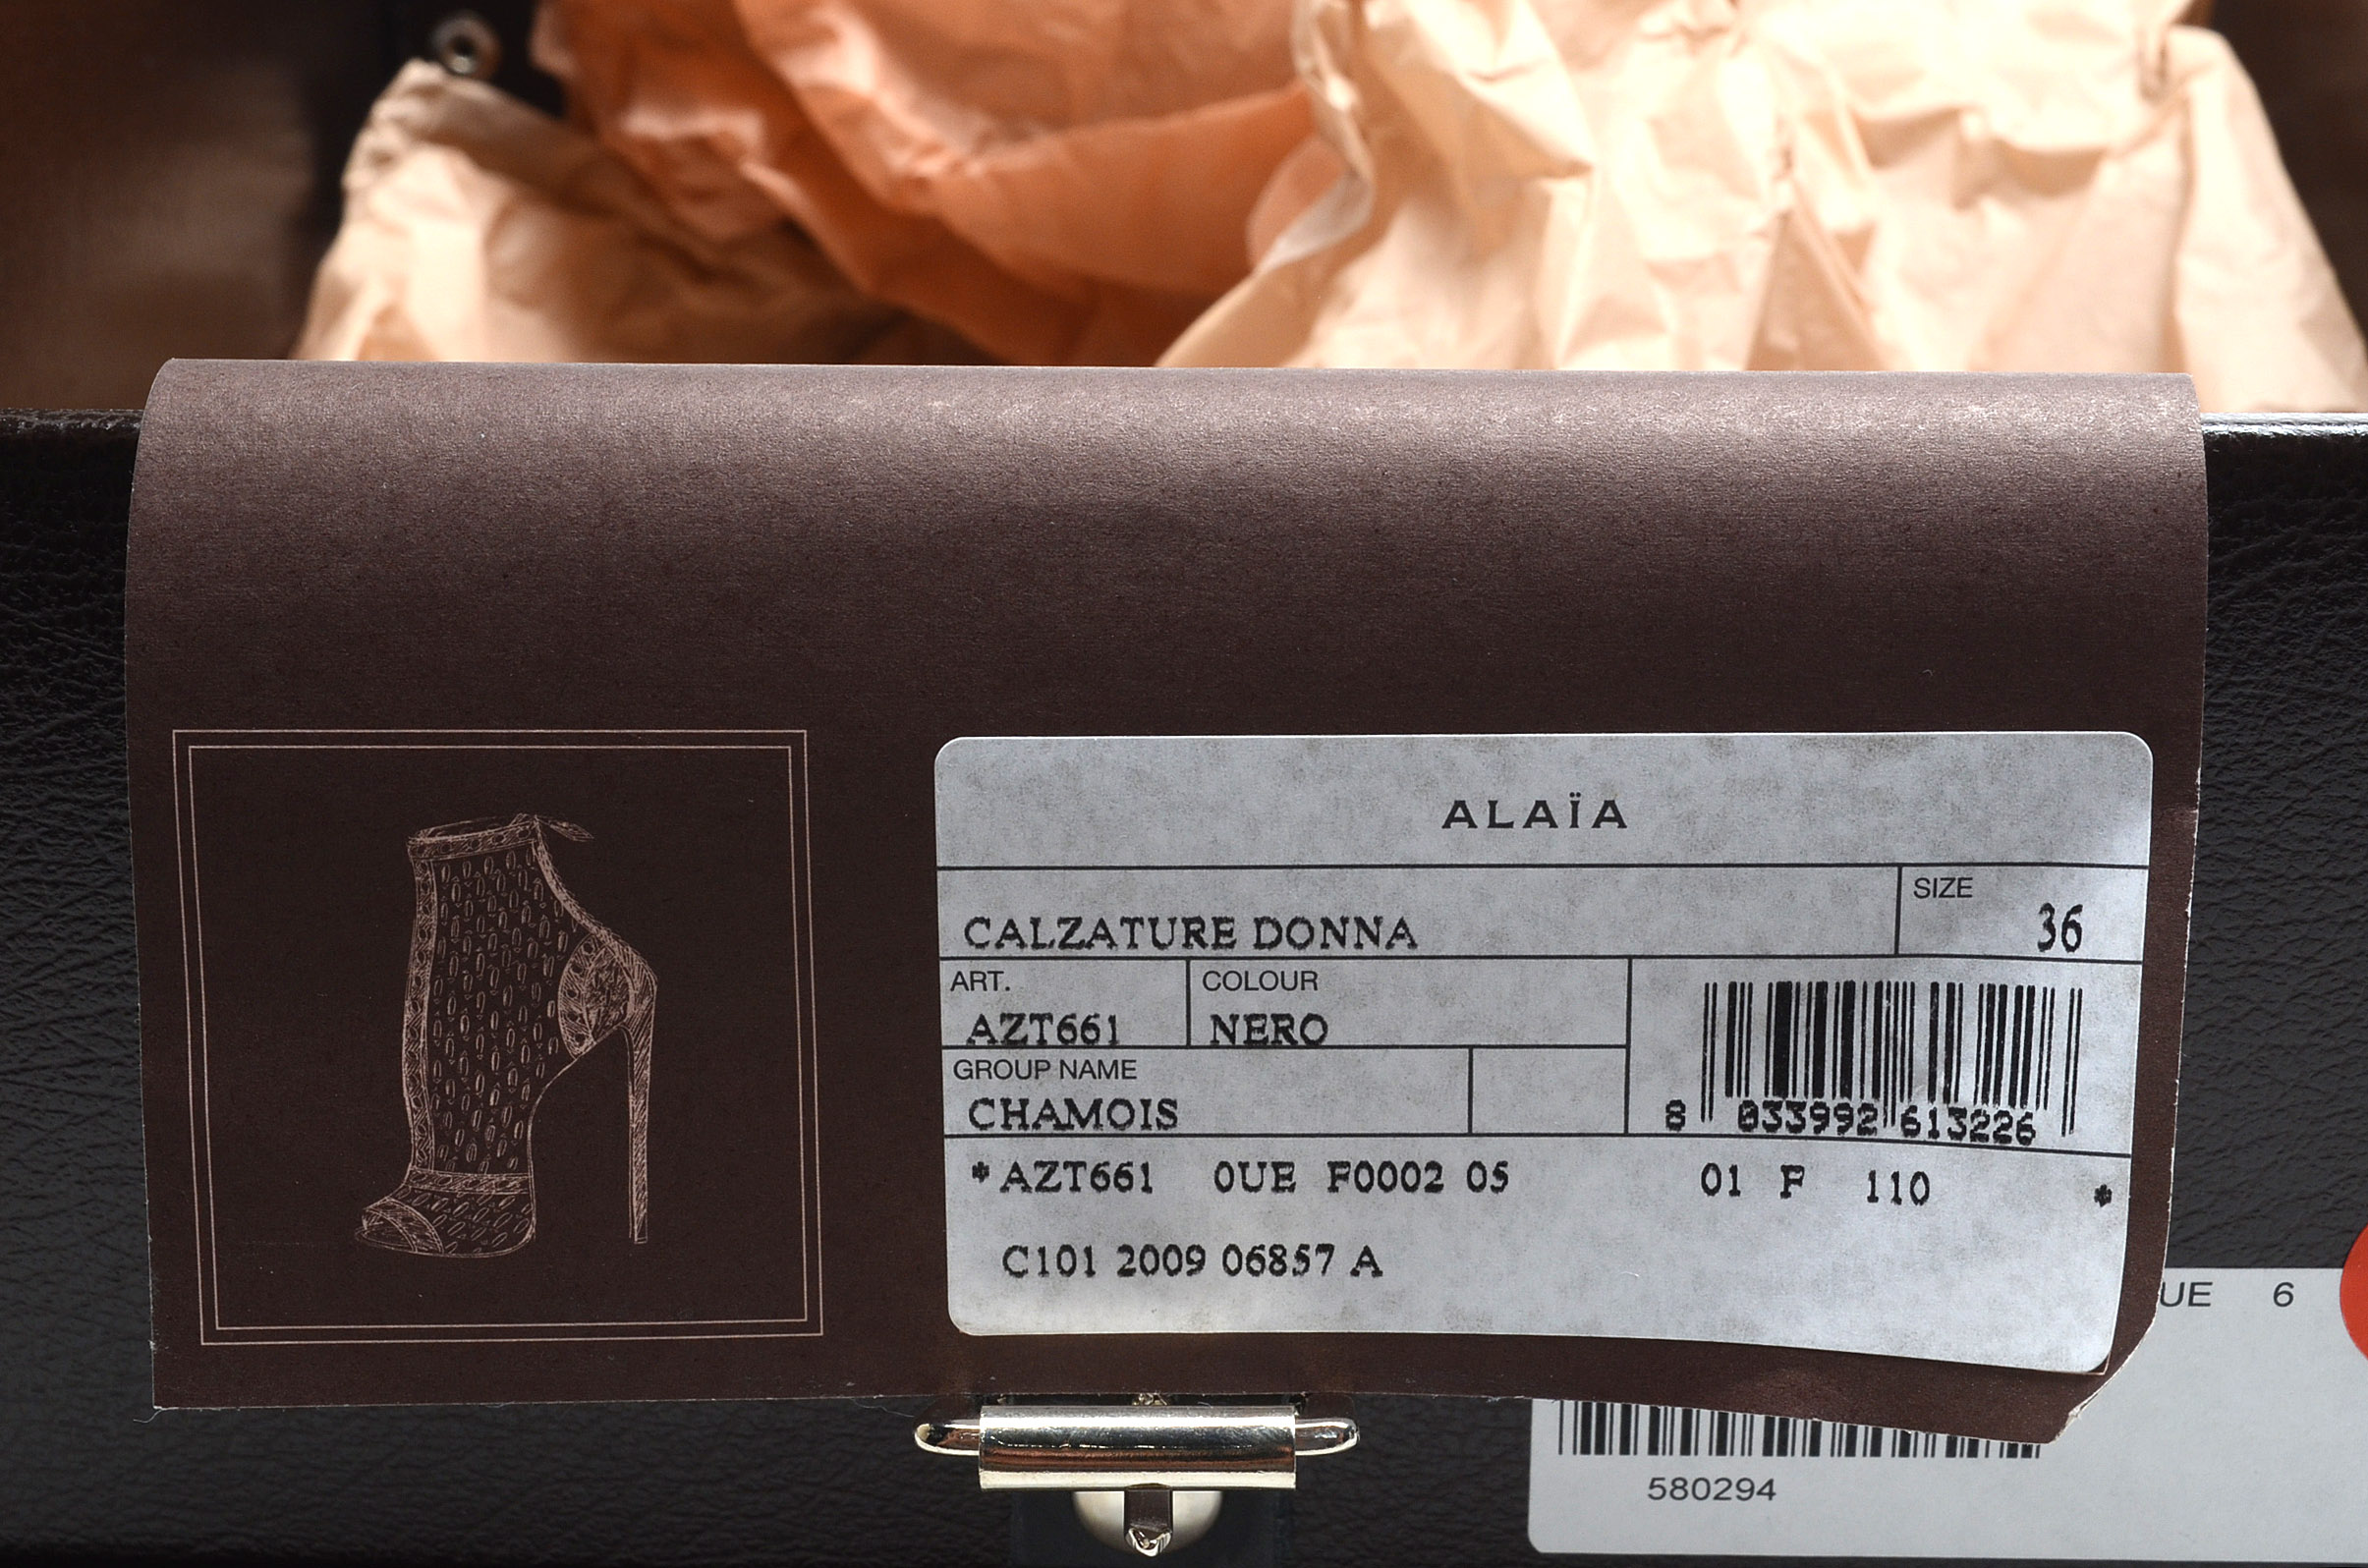 ALAÏA
CALZATURE DONNA
SIZE
36
ART.
AZT661
COLOUR
NERO
GROUP NAME
CHAMOIS
8 033992 613226
* AZT661 0UE F0002 05 01 F 110 *
C101 2009 06857 A
UE 6
580294